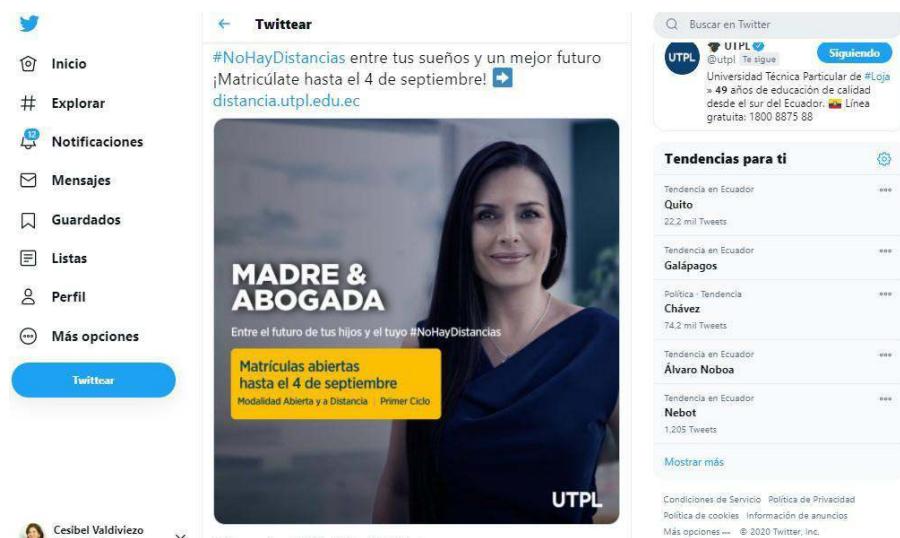 Inicio
Explorar
12
Notificaciones
Mensajes
Guardados
Listas
Perfil
Más opciones
Twittear
Cesibel Valdiviezo
Twittear
#NoHayDistancias entre tus sueños y un mejor futuro
¡Matricúlate hasta el 4 de septiembre! ➡
distancia.utpl.edu.ec
MADRE &
ABOGADA
Entre el futuro de tus hijos y el tuyo #NoHayDistancias
Matrículas abiertas
hasta el 4 de septiembre
Modalidad Abierta y a Distancia | Primer Ciclo
UTPL
Buscar en Twitter
UTPL
UTPL
@utpl Te sigue
Siguiendo
Universidad Técnica Particular de #Loja
» 49 años de educación de calidad
desde el sur del Ecuador. 🇪🇨 Línea
gratuita: 1800 8875 88
Tendencias para ti
Tendencia en Ecuador
Quito
22,2 mil Tweets
Tendencia en Ecuador
Galápagos
Política · Tendencia
Chávez
74,2 mil Tweets
Tendencia en Ecuador
Álvaro Noboa
Tendencia en Ecuador
Nebot
1.205 Tweets
Mostrar más
Condiciones de Servicio Política de Privacidad
Política de cookies Información de anuncios
Más opciones © 2020 Twitter, Inc.